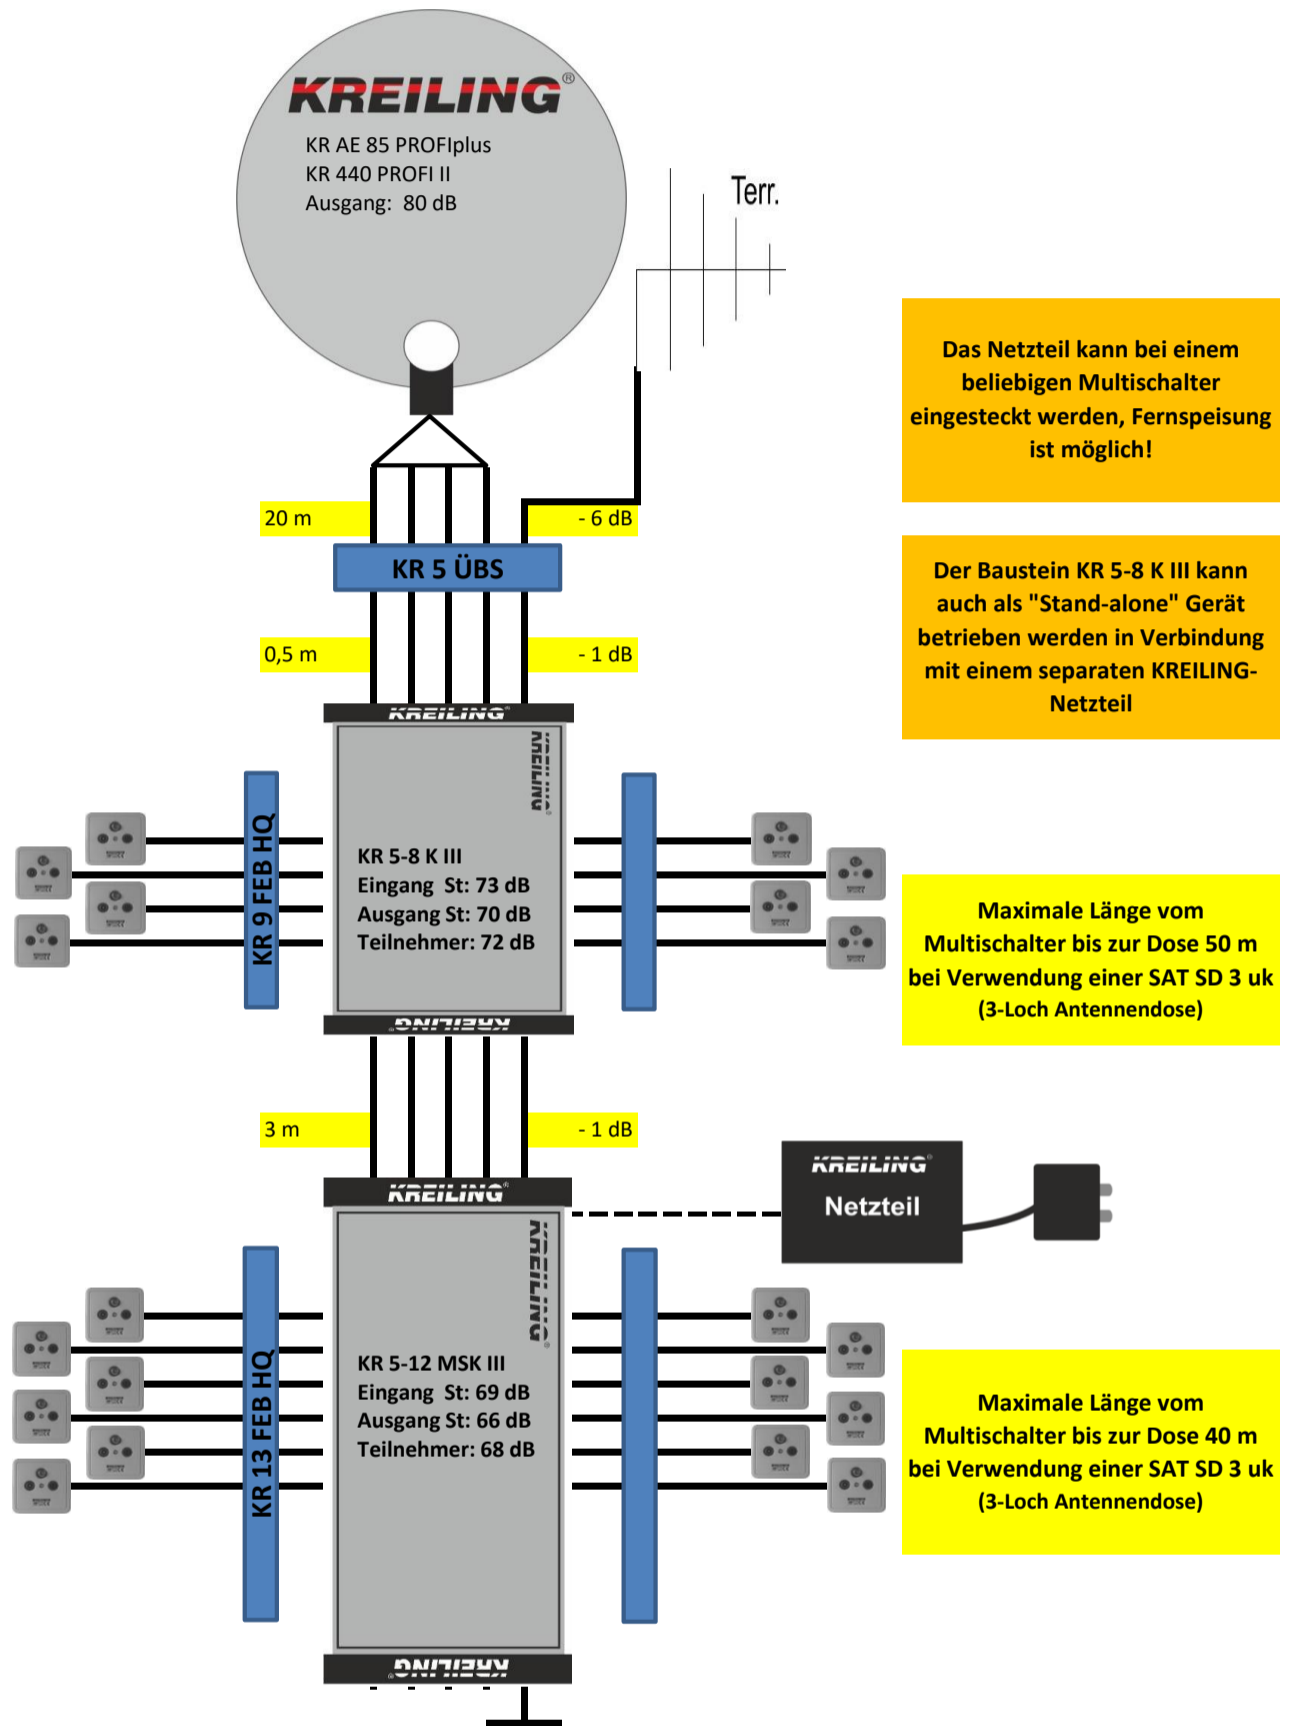 KREILING®
KR AE 85 PROFIplus
KR 440 PROFI II
Ausgang: 80 dB
Terr.
Das Netzteil kann bei einem
beliebigen Multischalter
eingesteckt werden, Fernspeisung
ist möglich!
20 m
- 6 dB
KR 5 ÜBS
Der Baustein KR 5-8 K III kann
auch als "Stand-alone" Gerät
betrieben werden in Verbindung
mit einem separaten KREILING-
Netzteil
0,5 m
- 1 dB
KREILING®
KREILING®
KR 9 FEB HQ
KR 5-8 K III
Eingang St: 73 dB
Ausgang St: 70 dB
Teilnehmer: 72 dB
Maximale Länge vom
Multischalter bis zur Dose 50 m
bei Verwendung einer SAT SD 3 uk
(3-Loch Antennendose)
KREILING®
3 m
- 1 dB
KREILING®
Netzteil
KREILING®
KREILING®
KR 13 FEB HQ
KR 5-12 MSK III
Eingang St: 69 dB
Ausgang St: 66 dB
Teilnehmer: 68 dB
Maximale Länge vom
Multischalter bis zur Dose 40 m
bei Verwendung einer SAT SD 3 uk
(3-Loch Antennendose)
KREILING®